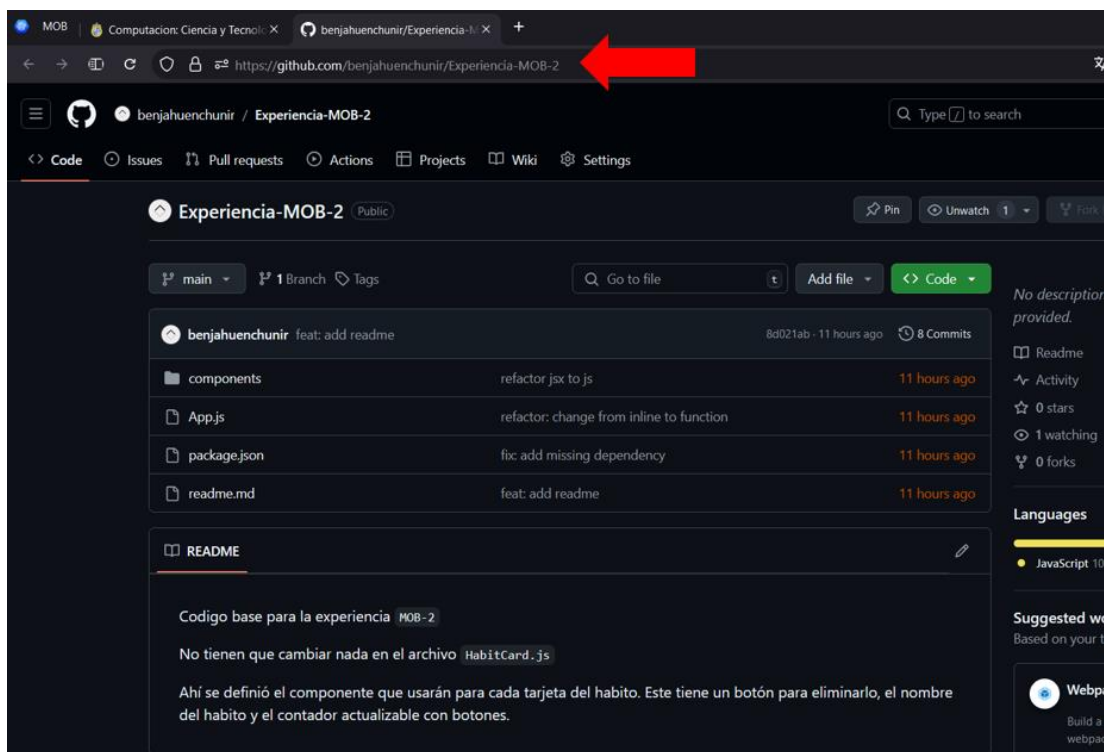 MOB
Computacion: Ciencia y Tecnolo
benjahuenchunir/Experiencia-M
https://github.com/benjahuenchunir/Experiencia-MOB-2
benjahuenchunir / Experiencia-MOB-2
Type / to search
Code Issues Pull requests Actions Projects Wiki Settings
Experiencia-MOB-2 Public
Pin Unwatch 1 Fork
main 1 Branch Tags Go to file t Add file Code
benjahuenchunir feat: add readme 8d021ab · 11 hours ago 8 Commits
components refactor jsx to js 11 hours ago
App.js refactor: change from inline to function 11 hours ago
package.json fix: add missing dependency 11 hours ago
readme.md feat: add readme 11 hours ago
README
Codigo base para la experiencia MOB-2
No tienen que cambiar nada en el archivo HabitCard.js
Ahí se definió el componente que usarán para cada tarjeta del habito. Este tiene un botón para eliminarlo, el nombre
del habito y el contador actualizable con botones.
No description
provided.
Readme
Activity
0 stars
1 watching
0 forks
Languages
JavaScript 10
Suggested wo
Based on your t
Webpa
Build a
webpac